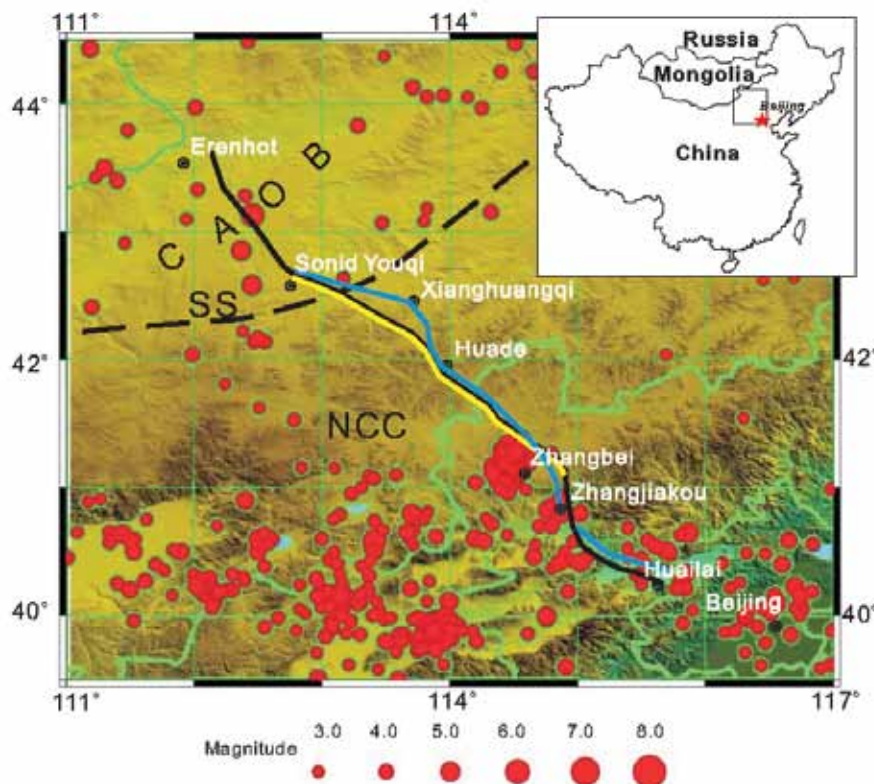 111°
114°
44°
Russia
Mongolia
Beijing
China
Erenhot
C A O B
Sonid Youqi
SS
Xianghuangqi
42°
Huade
42°
NCC
Zhangbei
Zhangjiakou
Huailai
40°
Beijing
40°
111°
114°
117°
3.0 4.0 5.0 6.0 7.0 8.0
Magnitude